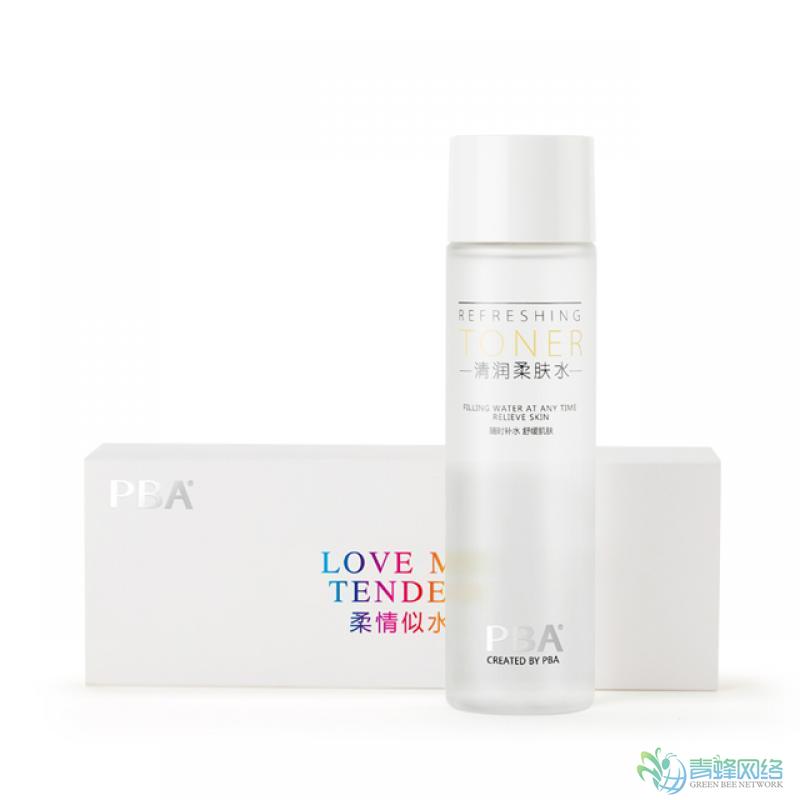 REFRESHING
TONER
清润柔肤水
FILLING WATER AT ANY TIME
RELIEVE SKIN
随时补水 舒缓肌肤
PBA®
CREATED BY PBA
PBA®
LOVE M
TENDE
柔情似水
青蜂网络
GREEN BEE NETWORK